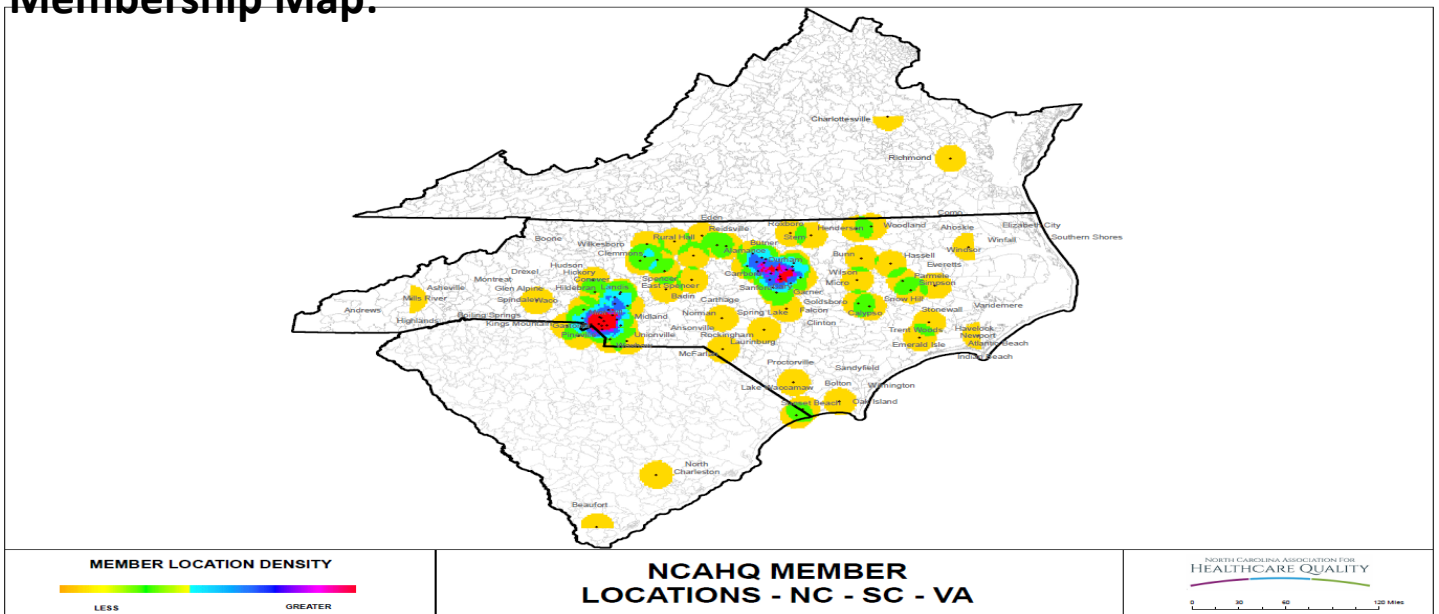 Membership Map:
Charlottesville
Richmond
Eden
Reidsville
Roxboro
Stem
Henderson
Woodland
Como
Ahoskie
Elizabeth City
Southern Shores
Winfall
Windsor
Boone
Wilkesboro
Rural Hall
Clemmons
Alamance
Butner
Durham
Bunn
Hassell
Everetts
Parmele
Simpson
Hudson
Hickory
Conover
Drexel
Montreat
Glen Alpine
Hildebran
Landis
Spencer
East Spencer
Badin
Carrboro
Sanford
Garner
Wilson
Micro
Asheville
Mills River
Spindale
Waco
Carthage
Goldsboro
Snow Hill
Calypso
Vandemere
Andrews
Highlands
Boiling Springs
Kings Mountain
Midland
Norman
Spring Lake
Falcon
Clinton
Stonewall
Ansonville
Unionville
Rockingham
Laurinburg
Trent Woods
Havelock
Newport
Atlantic Beach
Emerald Isle
Indian Beach
McFarlan
Proctorville
Sandyfield
Lake Waccamaw
Bolton
Wilmington
Sunset Beach
Oak Island
North
Charleston
Beaufort
MEMBER LOCATION DENSITY
LESS
GREATER
NCAHQ MEMBER
LOCATIONS - NC - SC - VA
NORTH CAROLINA ASSOCIATION FOR
HEALTHCARE QUALITY
0 30 60 120 Miles